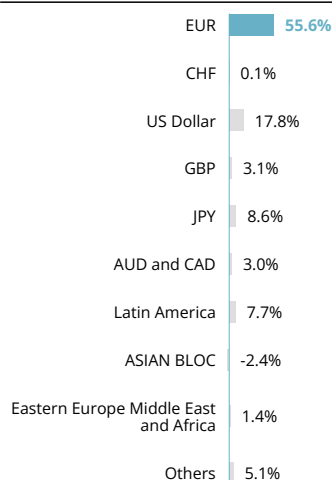 EUR 55.6%
CHF 0.1%
US Dollar 17.8%
GBP 3.1%
JPY 8.6%
AUD and CAD 3.0%
Latin America 7.7%
ASIAN BLOC -2.4%
Eastern Europe Middle East
and Africa 1.4%
Others 5.1%